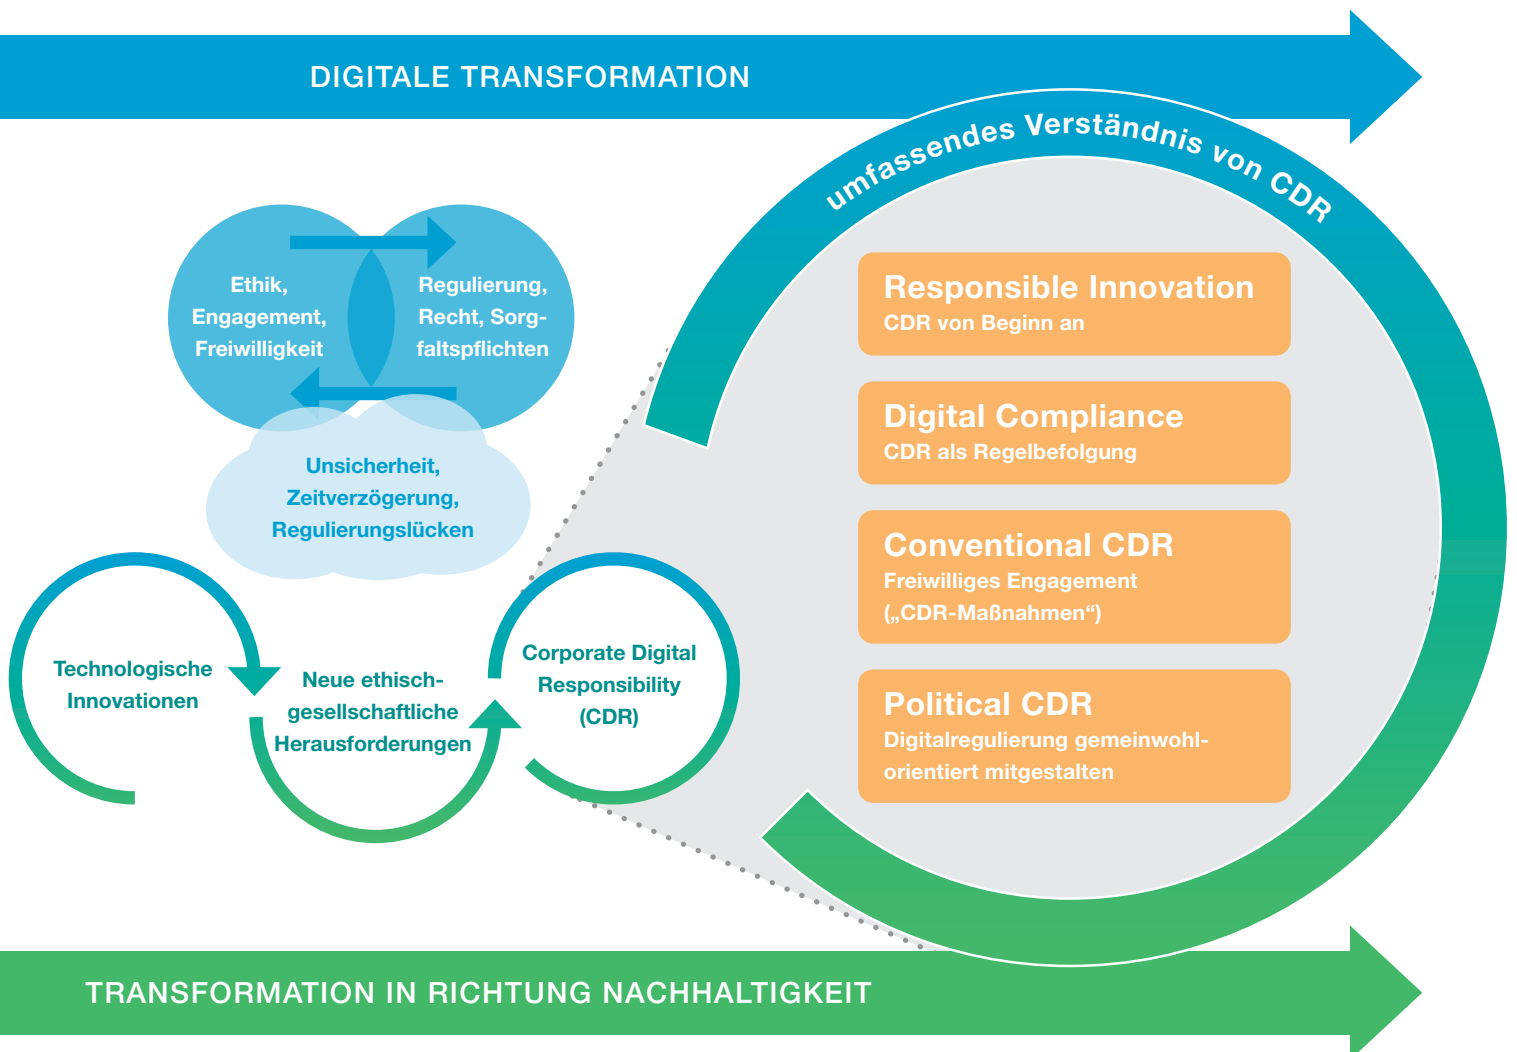 DIGITALE TRANSFORMATION
umfassendes Verständnis von CDR
Ethik,
Engagement,
Freiwilligkeit
Regulierung,
Recht, Sorg-
faltspflichten
Unsicherheit,
Zeitverzögerung,
Regulierungslücken
Technologische
Innovationen
Neue ethisch-
gesellschaftliche
Herausforderungen
Corporate Digital
Responsibility
(CDR)
Responsible Innovation
CDR von Beginn an
Digital Compliance
CDR als Regelbefolgung
Conventional CDR
Freiwilliges Engagement
(„CDR-Maßnahmen“)
Political CDR
Digitalregulierung gemeinwohl-
orientiert mitgestalten
TRANSFORMATION IN RICHTUNG NACHHALTIGKEIT